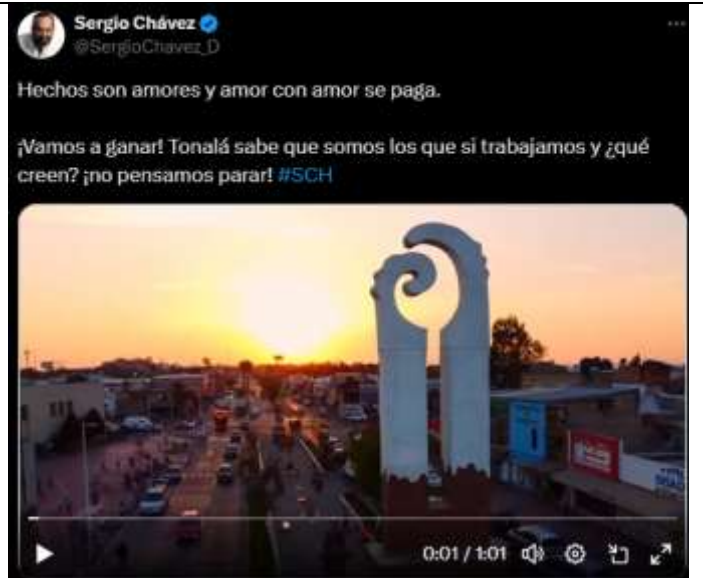 Sergio Chávez
@SergioChavez_D
Hechos son amores y amor con amor se paga.
¡Vamos a ganar! Tonalá sabe que somos los que si trabajamos y ¿qué
creen? ¡no pensamos parar! #SCH
0:01 / 1:01